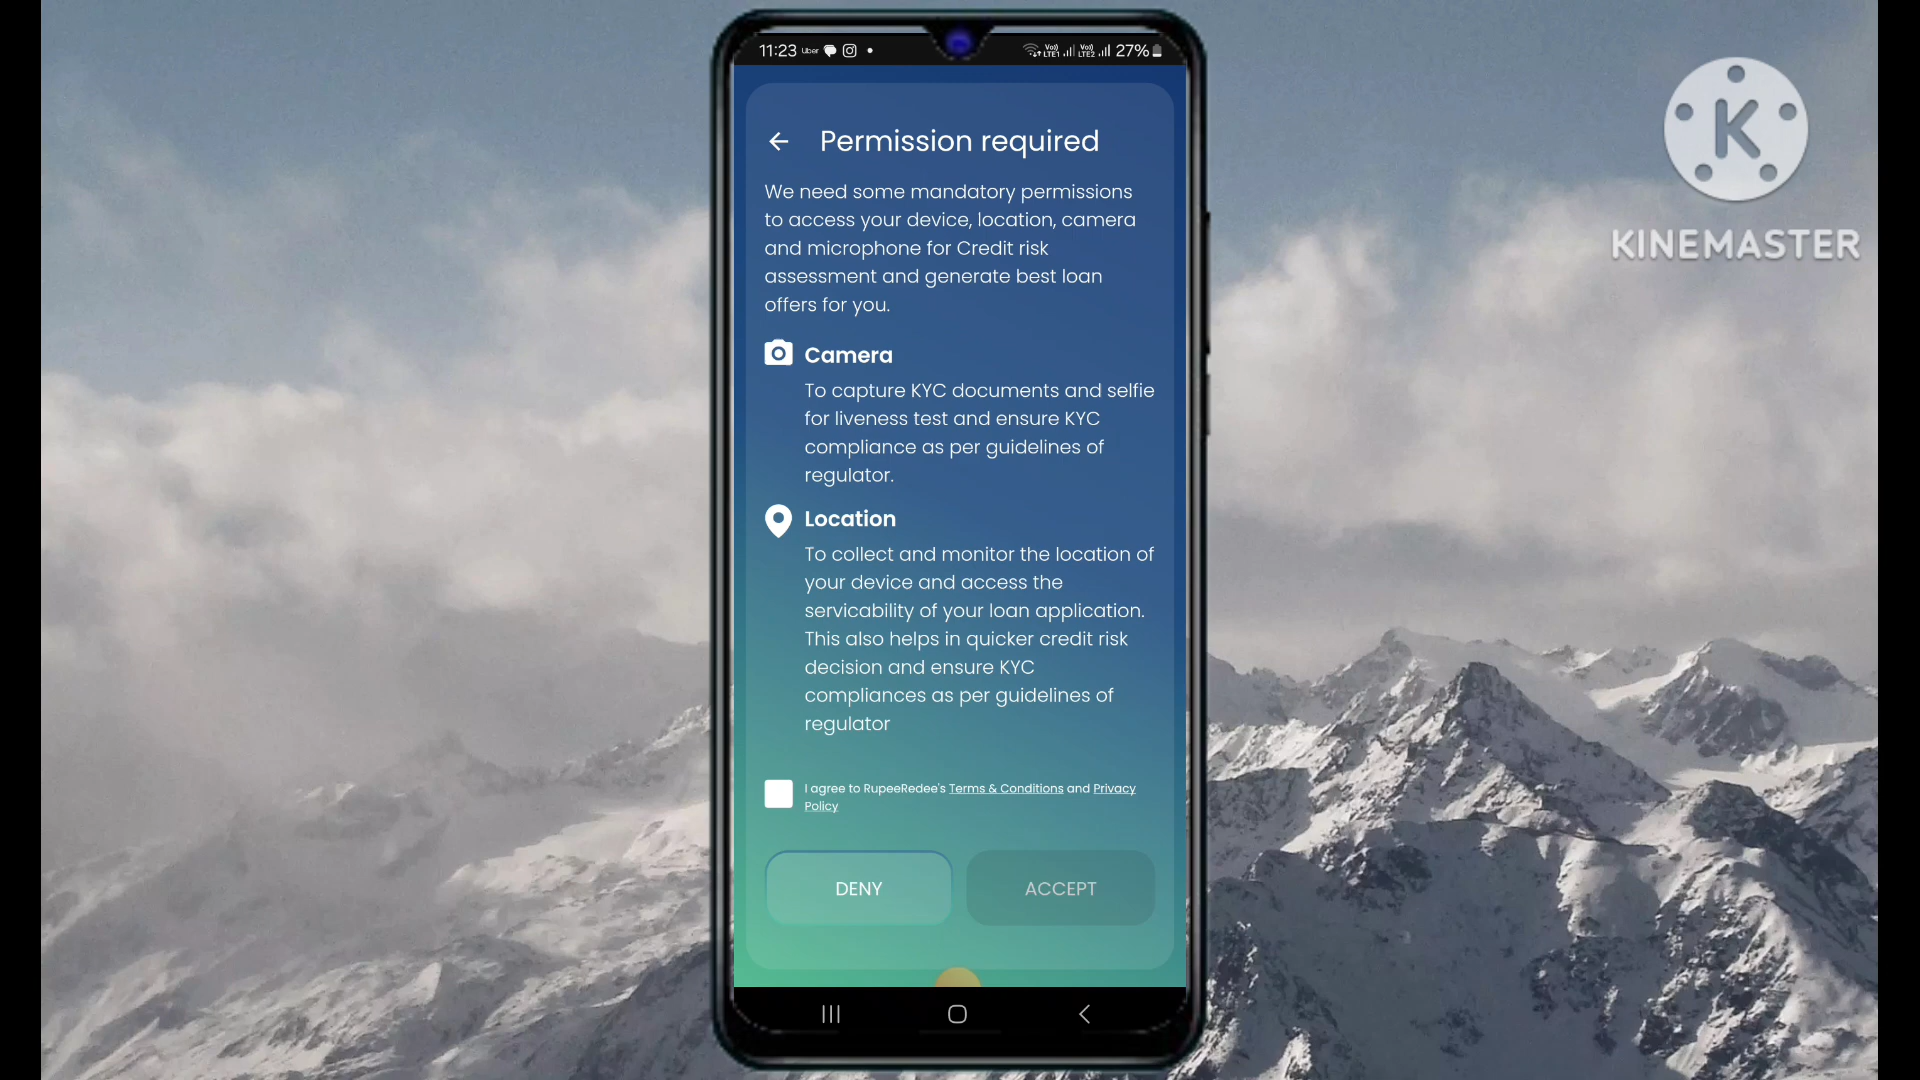 11:23 Uber 27%
KINEMASTER
Permission required
We need some mandatory permissions
to access your device, location, camera
and microphone for Credit risk
assessment and generate best loan
offers for you.
Camera
To capture KYC documents and selfie
for liveness test and ensure KYC
compliance as per guidelines of
regulator.
Location
To collect and monitor the location of
your device and access the
servicability of your loan application.
This also helps in quicker credit risk
decision and ensure KYC
compliances as per guidelines of
regulator
I agree to RupeeRedee's Terms & Conditions and Privacy
Policy
DENY ACCEPT